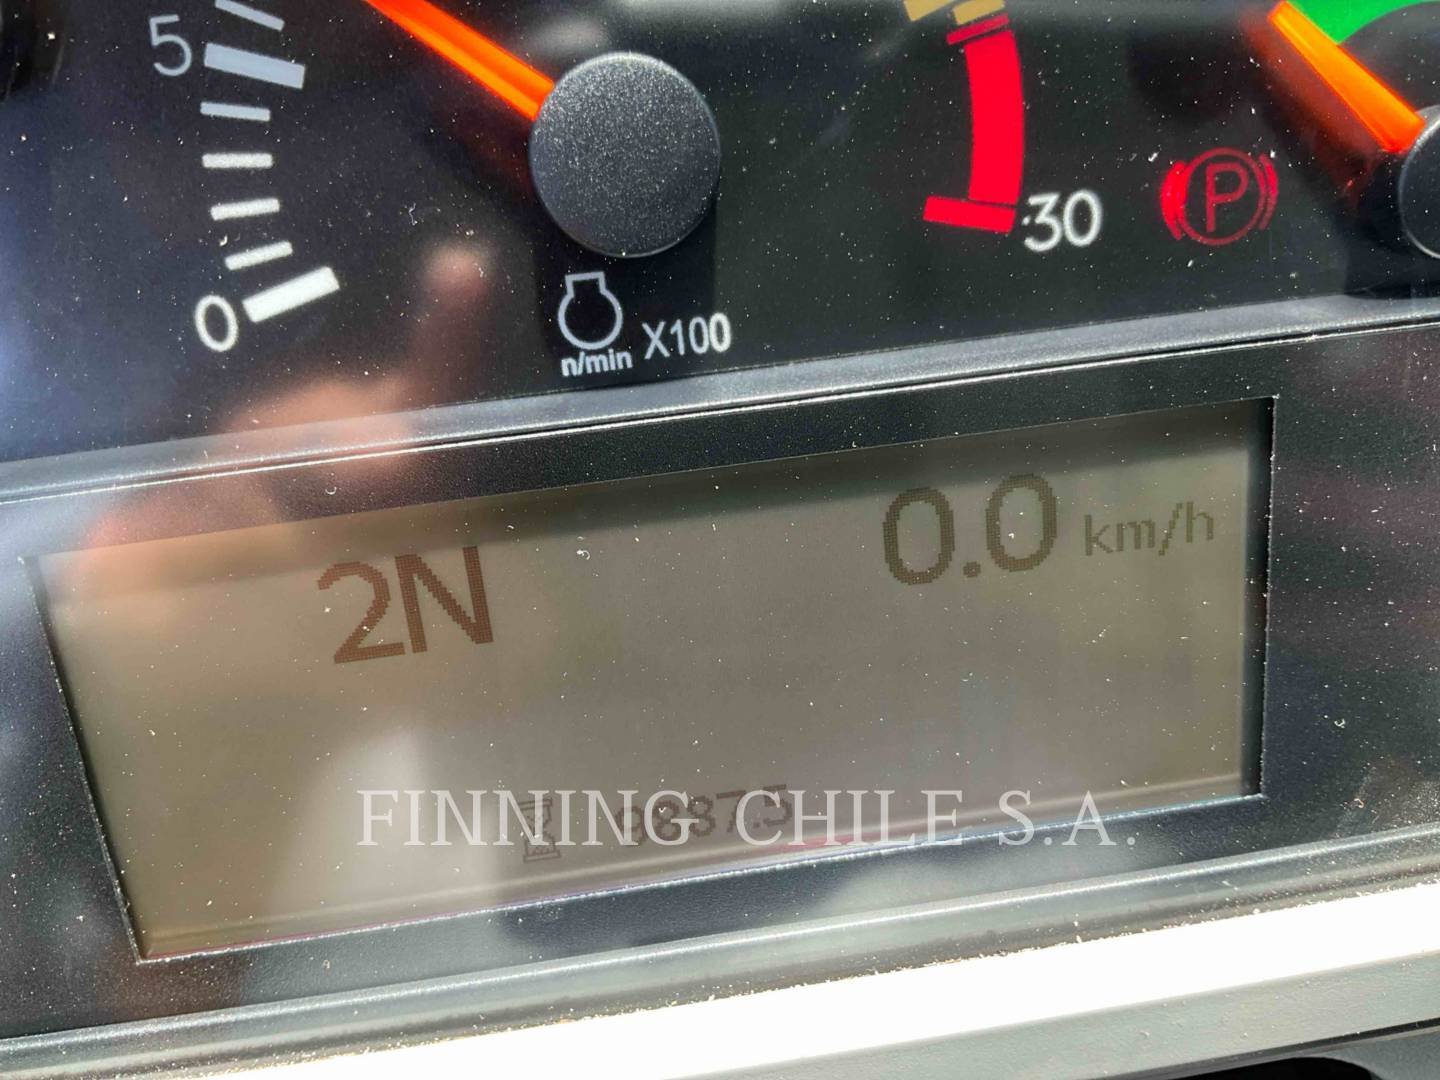 5
0
30
P
n/min X100
2N
0.0 km/h
FINNING CHILE S.A.